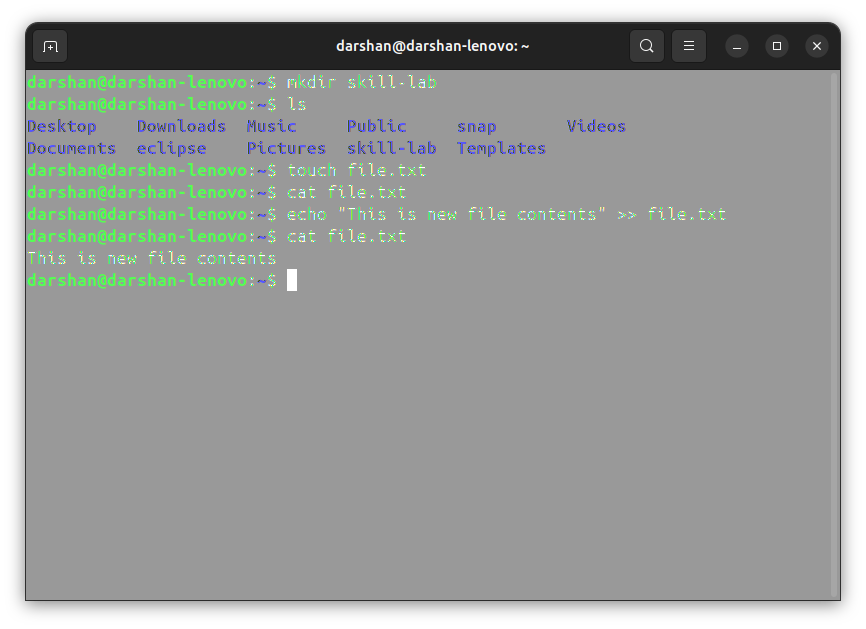 darshan@darshan-lenovo: ~
darshan@darshan-lenovo:~$ mkdir skill-lab
darshan@darshan-lenovo:~$ ls
Desktop    Downloads  Music     Public     snap       Videos
Documents  eclipse    Pictures  skill-lab  Templates
darshan@darshan-lenovo:~$ touch file.txt
darshan@darshan-lenovo:~$ cat file.txt
darshan@darshan-lenovo:~$ echo "This is new file contents" >> file.txt
darshan@darshan-lenovo:~$ cat file.txt
This is new file contents
darshan@darshan-lenovo:~$